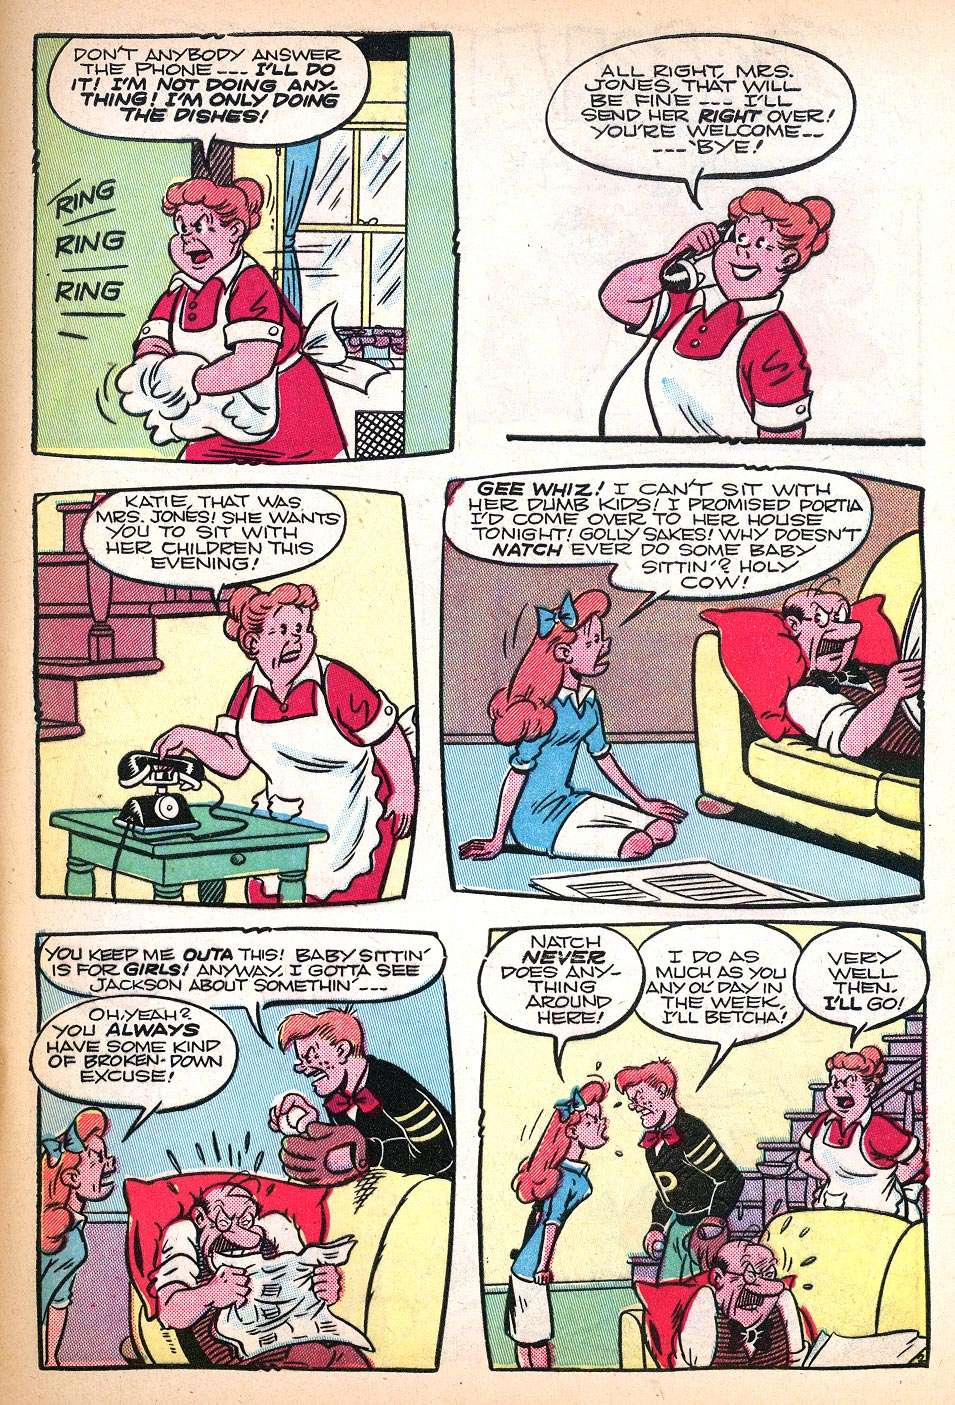 DON'T ANYBODY ANSWER
THE PHONE --- I'LL DO
IT! I'M NOT DOING ANY-
THING! I'M ONLY DOING
THE DISHES!
RING
RING
RING
ALL RIGHT, MRS.
JONES, THAT WILL
BE FINE --- I'LL
SEND HER RIGHT OVER!
YOU'RE WELCOME--
---'BYE!
KATIE, THAT WAS
MRS. JONES! SHE WANTS
YOU TO SIT WITH
HER CHILDREN THIS
EVENING!
GEE WHIZ! I CAN'T SIT WITH
HER DUMB KIDS! I PROMISED PORTIA
I'D COME OVER TO HER HOUSE
TONIGHT! GOLLY SAKES! WHY DOESN'T
NATCH EVER DO SOME BABY
SITTIN'? HOLY
COW!
YOU KEEP ME OUTA THIS! BABY SITTIN'
IS FOR GIRLS! ANYWAY, I GOTTA SEE
JACKSON ABOUT SOMETHIN'---
OH, YEAH?
YOU ALWAYS
HAVE SOME KIND
OF BROKEN-DOWN
EXCUSE!
NATCH
NEVER
DOES ANY-
THING
AROUND
HERE!
I DO AS
MUCH AS YOU
ANY OL' DAY IN
THE WEEK,
I'LL BETCHA!
VERY
WELL
THEN.
I'LL GO!
P